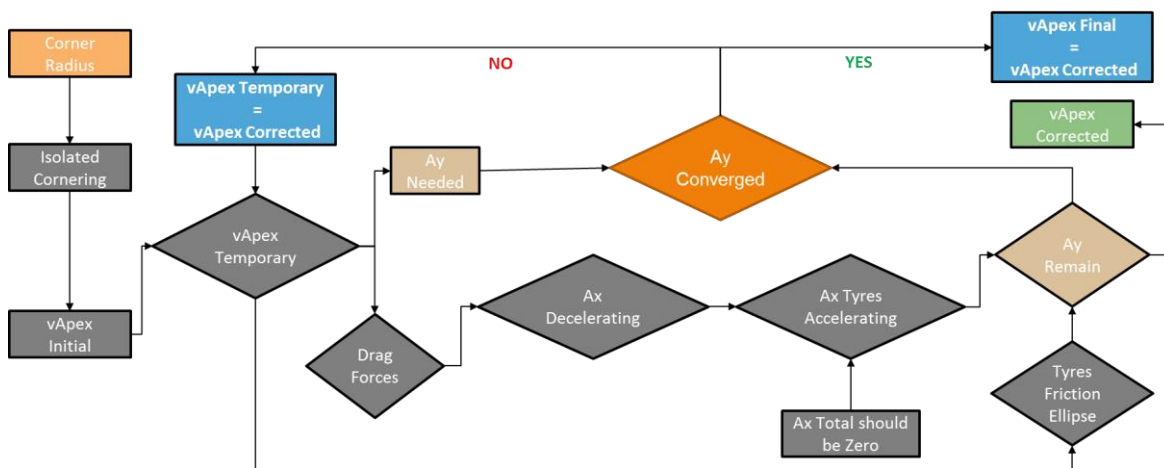 Corner
Radius
Isolated
Cornering
vApex
Initial
vApex Temporary
=
vApex Corrected
vApex
Temporary
Ay
Needed
Drag
Forces
Ax
Decelerating
Ax Tyres
Accelerating
Ax Total should
be Zero
NO
YES
Ay
Converged
vApex Final
=
vApex Corrected
vApex
Corrected
Ay
Remain
Tyres
Friction
Ellipse